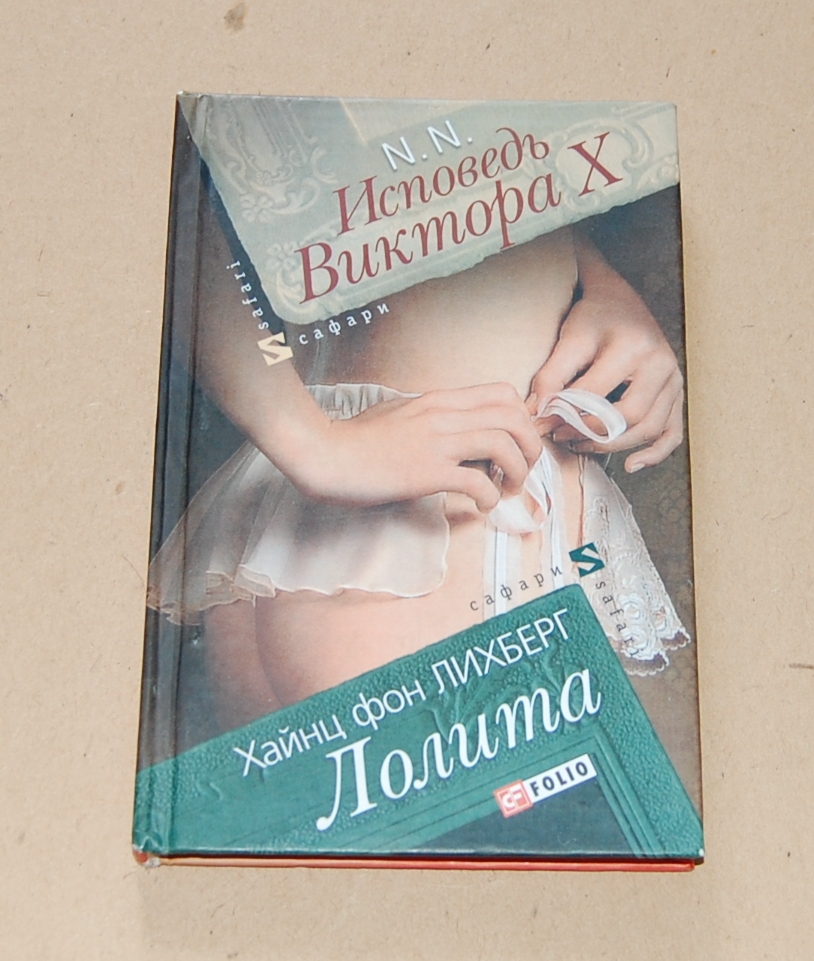 N.N.
Исповедь
Виктора X
safari
сафари
сафари
safari
Хайнц фон ЛИХБЕРГ
Лолита
FOLIO